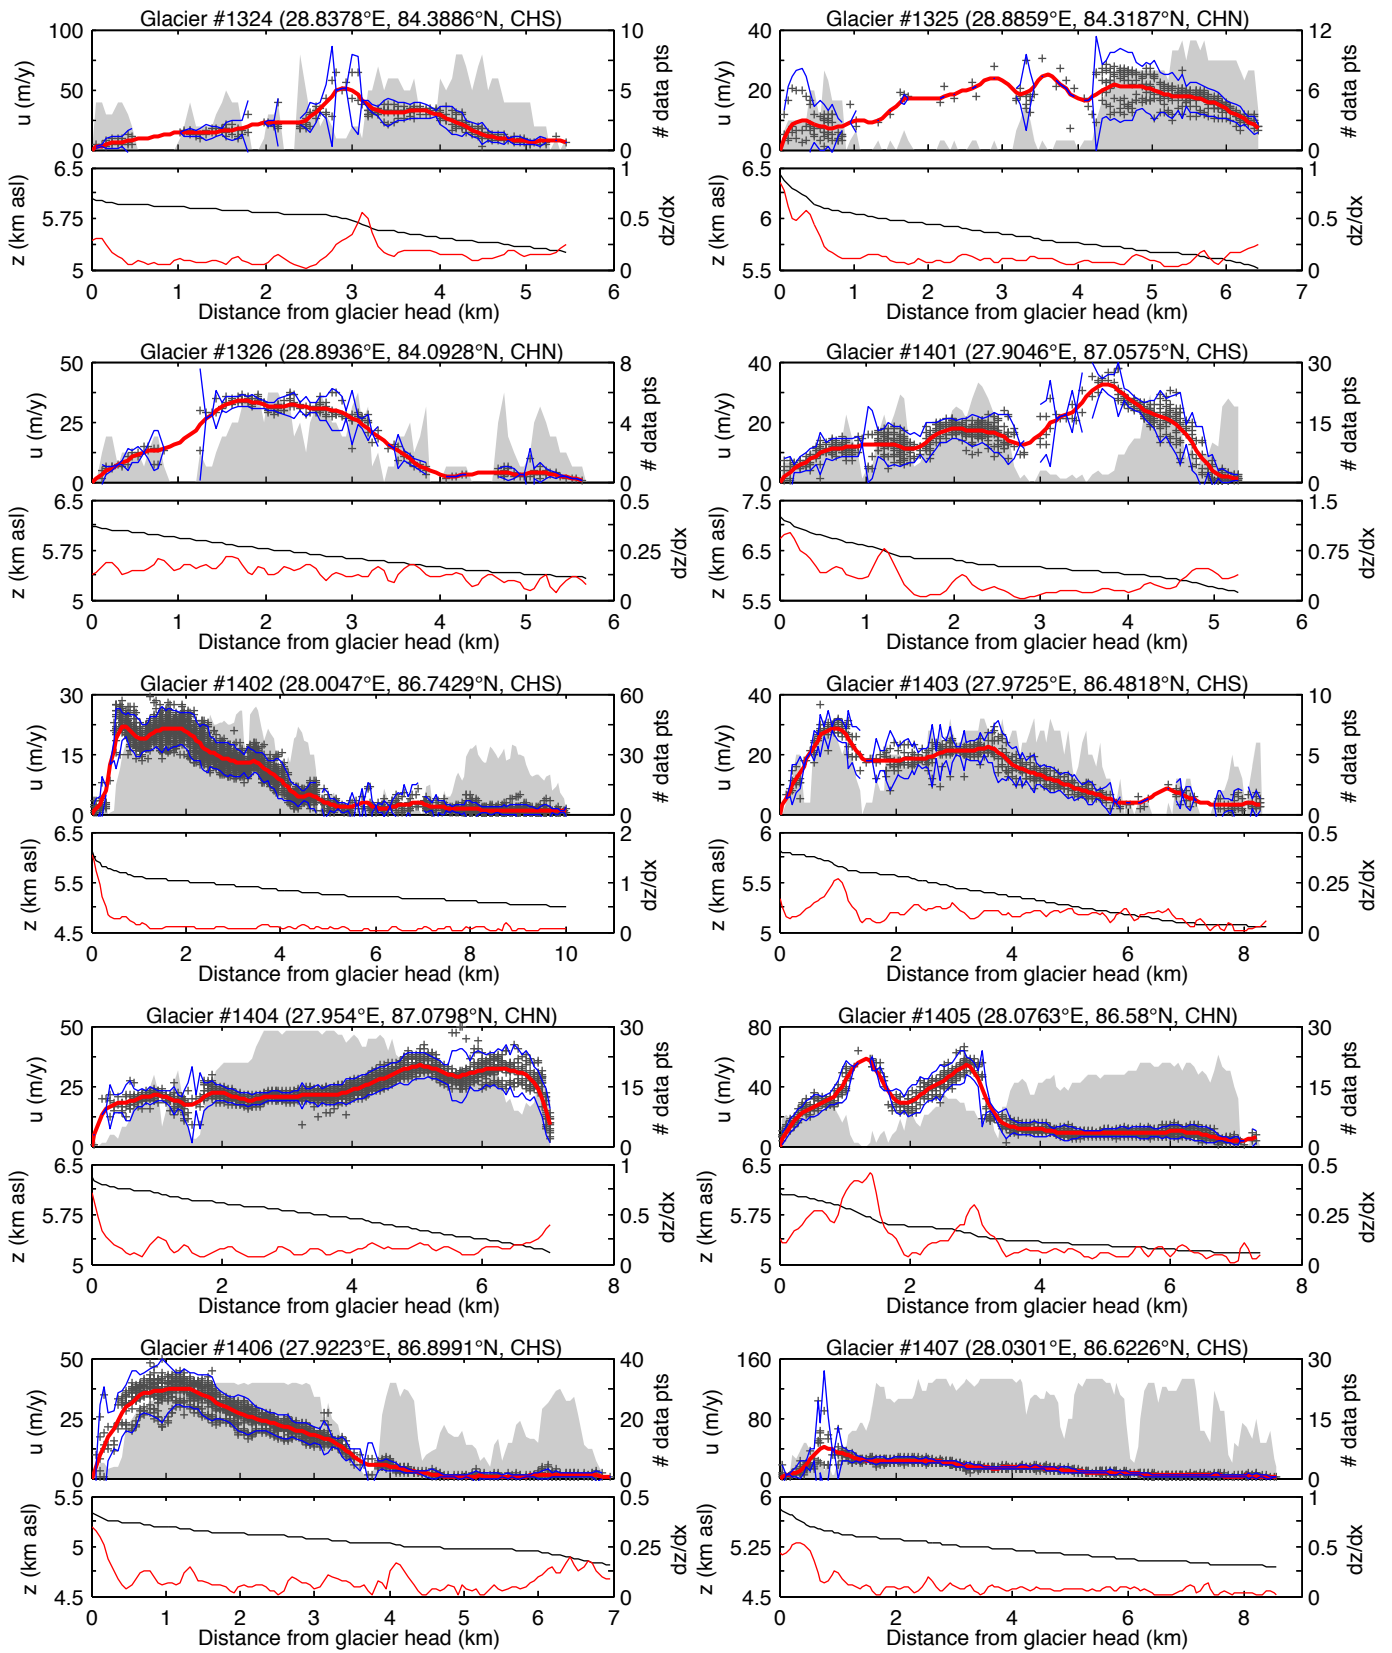 Glacier #1324 (28.8378°E, 84.3886°N, CHS)
100
50
0
u (m/y)
10
5
0
# data pts
6.5
5.75
5
z (km asl)
1
0.5
0
dz/dx
0 1 2 3 4 5 6
Distance from glacier head (km)
Glacier #1325 (28.8859°E, 84.3187°N, CHN)
40
20
0
u (m/y)
12
6
0
# data pts
6.5
6
5.5
z (km asl)
1
0.5
0
dz/dx
0 1 2 3 4 5 6 7
Distance from glacier head (km)
Glacier #1326 (28.8936°E, 84.0928°N, CHN)
50
25
0
u (m/y)
8
4
0
# data pts
6.5
5.75
5
z (km asl)
0.5
0.25
0
dz/dx
0 1 2 3 4 5 6
Distance from glacier head (km)
Glacier #1401 (27.9046°E, 87.0575°N, CHS)
40
20
0
u (m/y)
30
15
0
# data pts
7.5
6.5
5.5
z (km asl)
1.5
0.75
0
dz/dx
0 1 2 3 4 5 6
Distance from glacier head (km)
Glacier #1402 (28.0047°E, 86.7429°N, CHS)
30
15
0
u (m/y)
60
30
0
# data pts
6.5
5.5
4.5
z (km asl)
2
1
0
dz/dx
0 2 4 6 8 10
Distance from glacier head (km)
Glacier #1403 (27.9725°E, 86.4818°N, CHS)
40
20
0
u (m/y)
10
5
0
# data pts
6
5.5
5
z (km asl)
0.5
0.25
0
dz/dx
0 2 4 6 8
Distance from glacier head (km)
Glacier #1404 (27.954°E, 87.0798°N, CHN)
50
25
0
u (m/y)
30
15
0
# data pts
6.5
5.75
5
z (km asl)
1
0.5
0
dz/dx
0 2 4 6 8
Distance from glacier head (km)
Glacier #1405 (28.0763°E, 86.58°N, CHN)
80
40
0
u (m/y)
30
15
0
# data pts
6.5
5.75
5
z (km asl)
0.5
0.25
0
dz/dx
0 2 4 6 8
Distance from glacier head (km)
Glacier #1406 (27.9223°E, 86.8991°N, CHS)
50
25
0
u (m/y)
40
20
0
# data pts
5.5
5
4.5
z (km asl)
0.5
0.25
0
dz/dx
0 1 2 3 4 5 6 7
Distance from glacier head (km)
Glacier #1407 (28.0301°E, 86.6226°N, CHS)
160
80
0
u (m/y)
30
15
0
# data pts
6
5.25
4.5
z (km asl)
1
0.5
0
dz/dx
0 2 4 6 8
Distance from glacier head (km)